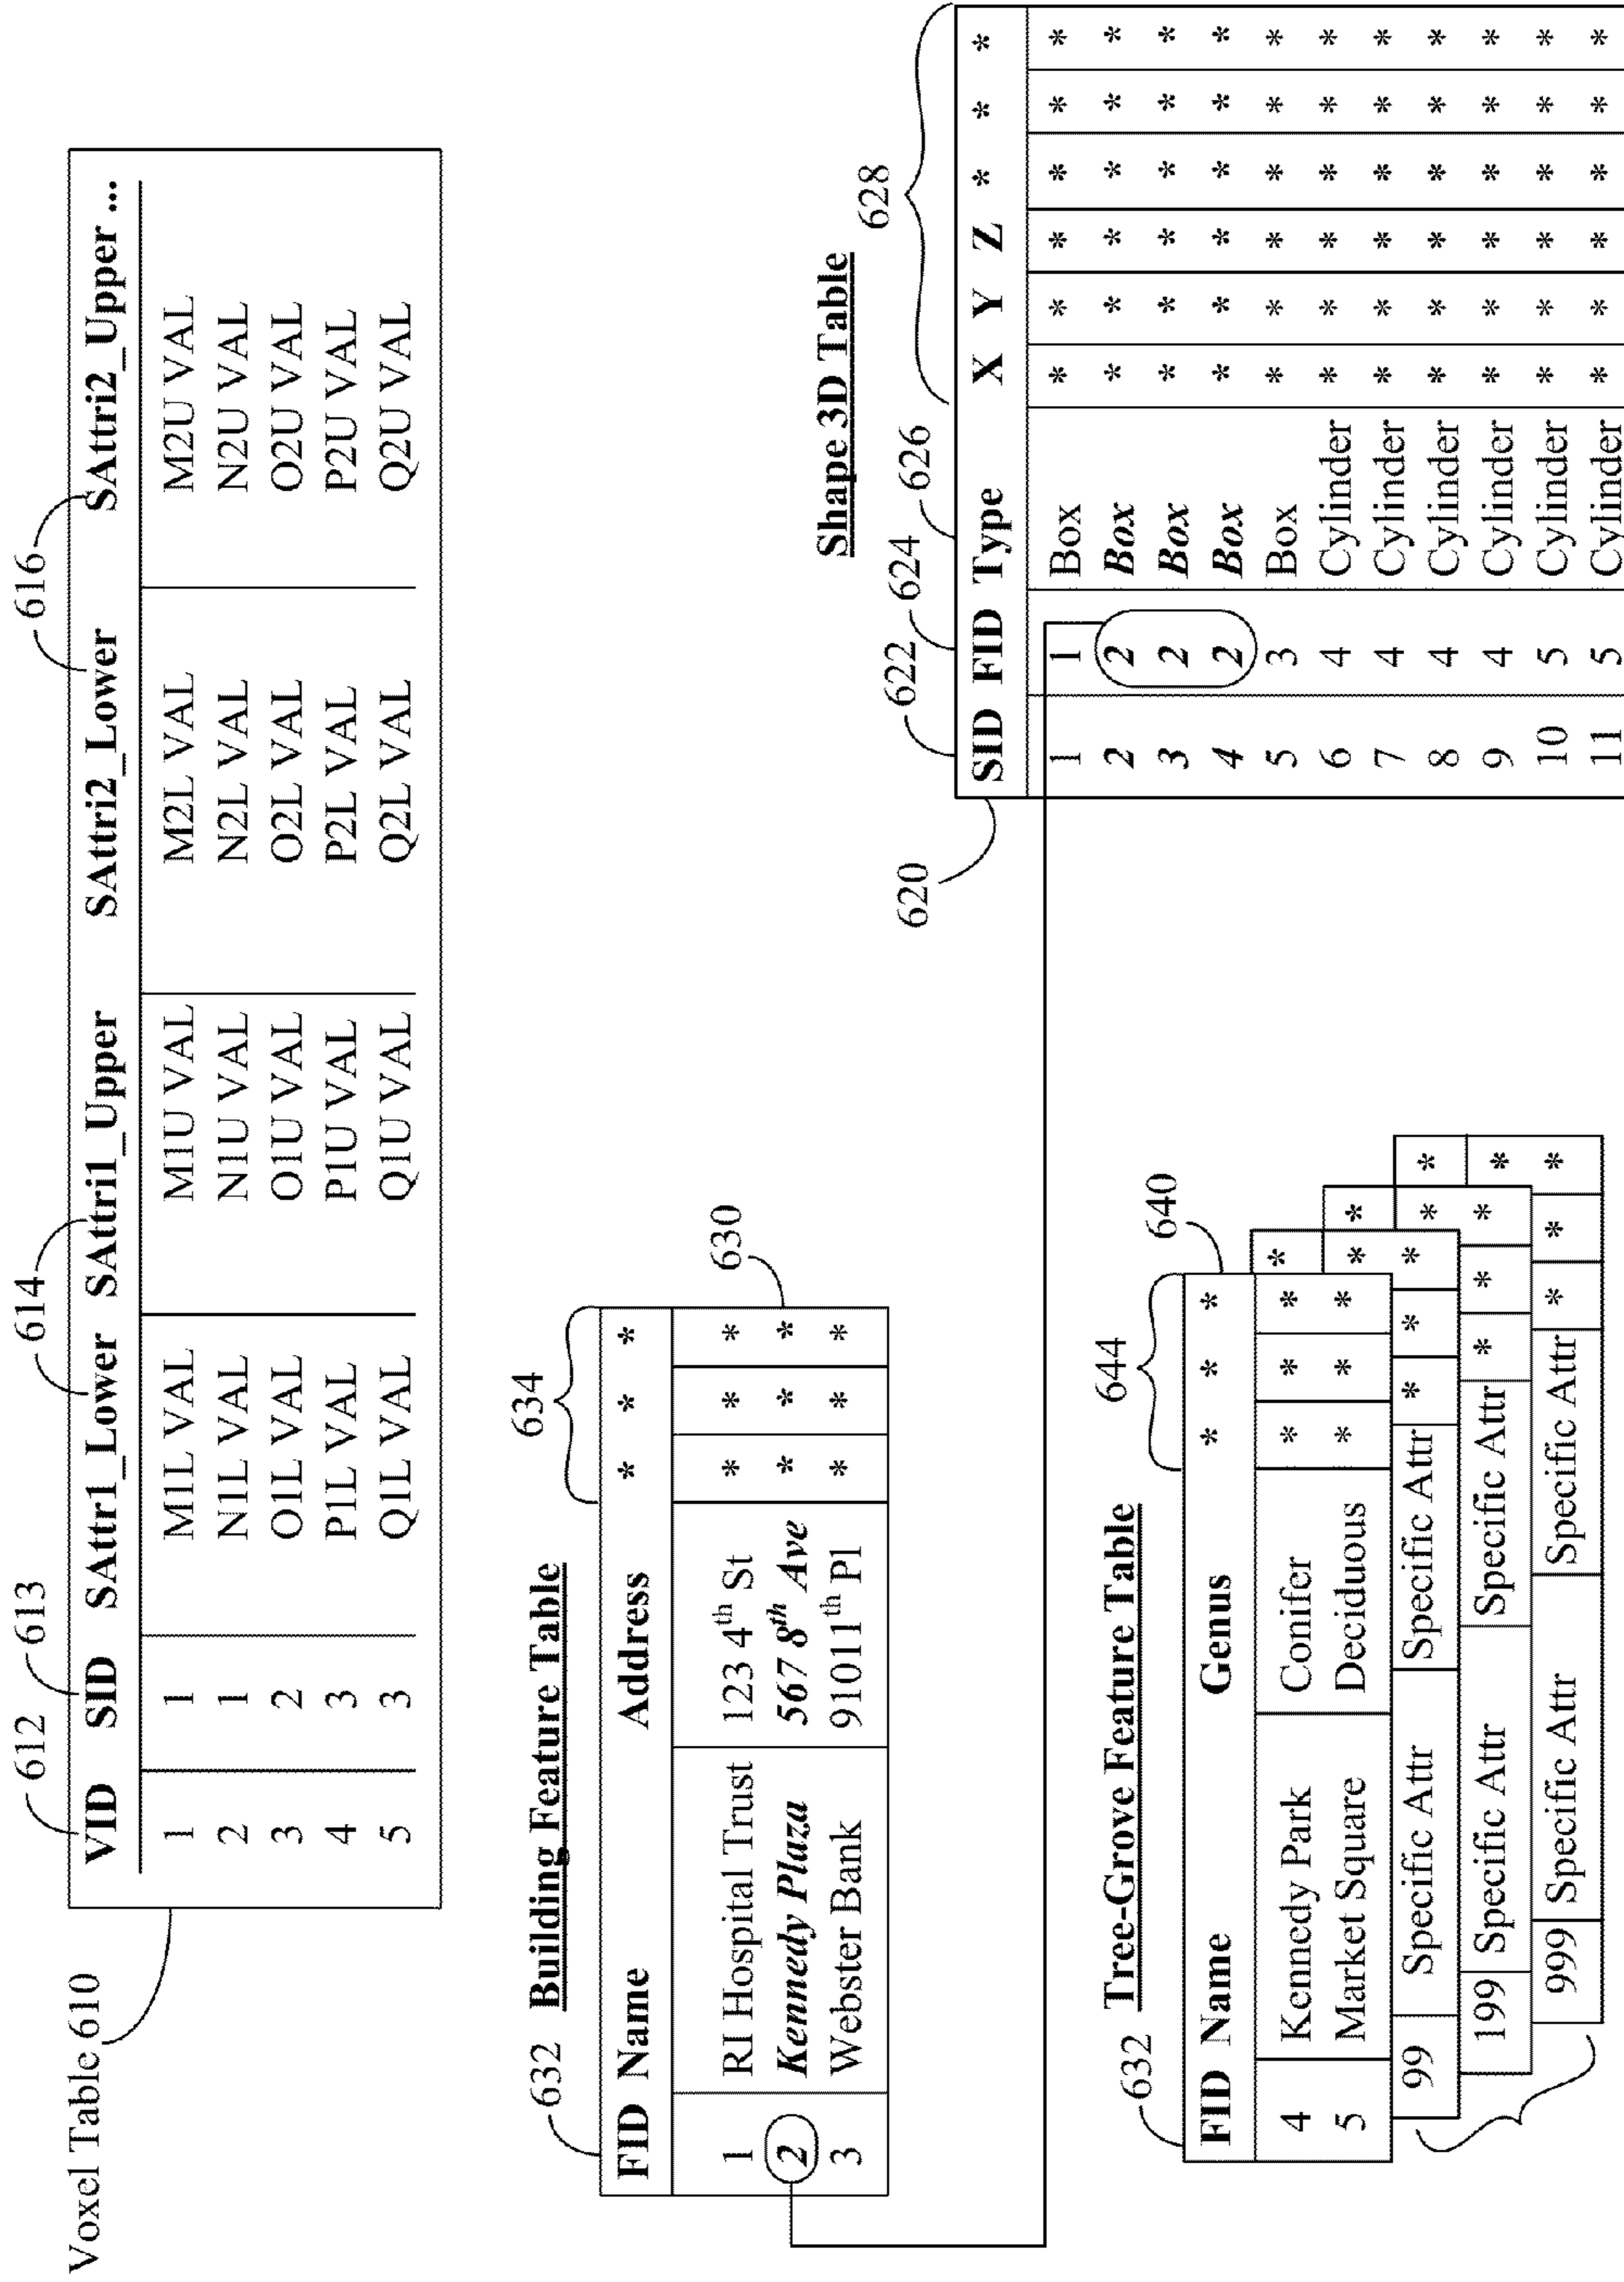 Voxel Table 610
612 613 614 616
VID SID SAttr1_Lower SAttri1_Upper SAttri2_Lower SAttri2_Upper ...
1 1 M1L VAL M1U VAL M2L VAL M2U VAL
2 1 N1L VAL N1U VAL N2L VAL N2U VAL
3 2 O1L VAL O1U VAL O2L VAL O2U VAL
4 3 P1L VAL P1U VAL P2L VAL P2U VAL
5 3 Q1L VAL Q1U VAL Q2L VAL Q2U VAL
632 Building Feature Table 634
FID Name Address * * *
630
1 RI Hospital Trust 123 4th St * * *
2 Kennedy Plaza 567 8th Ave * * *
3 Webster Bank 91011th Pl * * *
632 Tree-Grove Feature Table 644
640
FID Name Genus * * *
4 Kennedy Park Conifer * * * *
5 Market Square Deciduous * * * * *
99 Specific Attr Specific Attr * * * * *
199 Specific Attr Specific Attr * * * *
999 Specific Attr Specific Attr * * *
Shape 3D Table
620 622 624 626 628
SID FID Type X Y Z * * *
1 1 Box * * * * * *
2 2 Box * * * * * *
3 2 Box * * * * * *
4 2 Box * * * * * *
5 3 Box * * * * * *
6 4 Cylinder * * * * * *
7 4 Cylinder * * * * * *
8 4 Cylinder * * * * * *
9 4 Cylinder * * * * * *
10 5 Cylinder * * * * * *
11 5 Cylinder * * * * * *